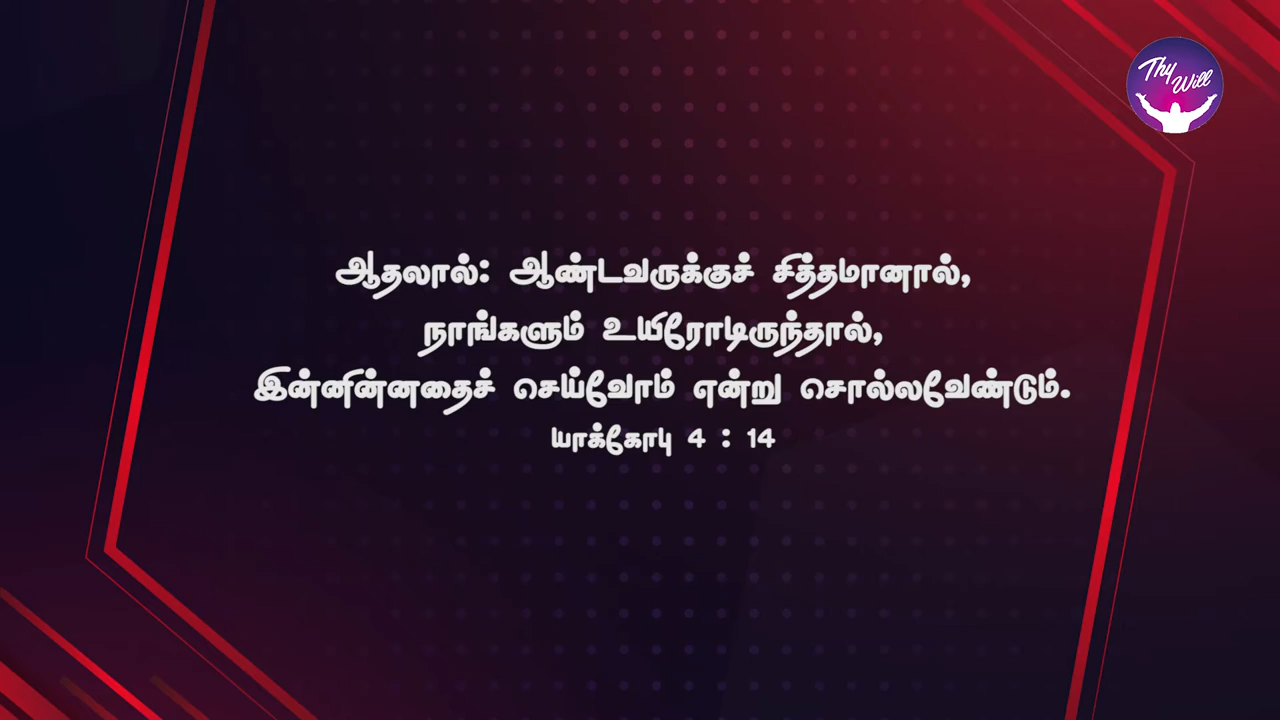 Thy Will
ஆதலால்: ஆண்டவருக்குச் சித்தமானால்,
நாங்களும் உயிரோடிருந்தால்,
இன்னின்னதைச் செய்வோம் என்று சொல்லவேண்டும்.
யாக்கோபு 4 : 14